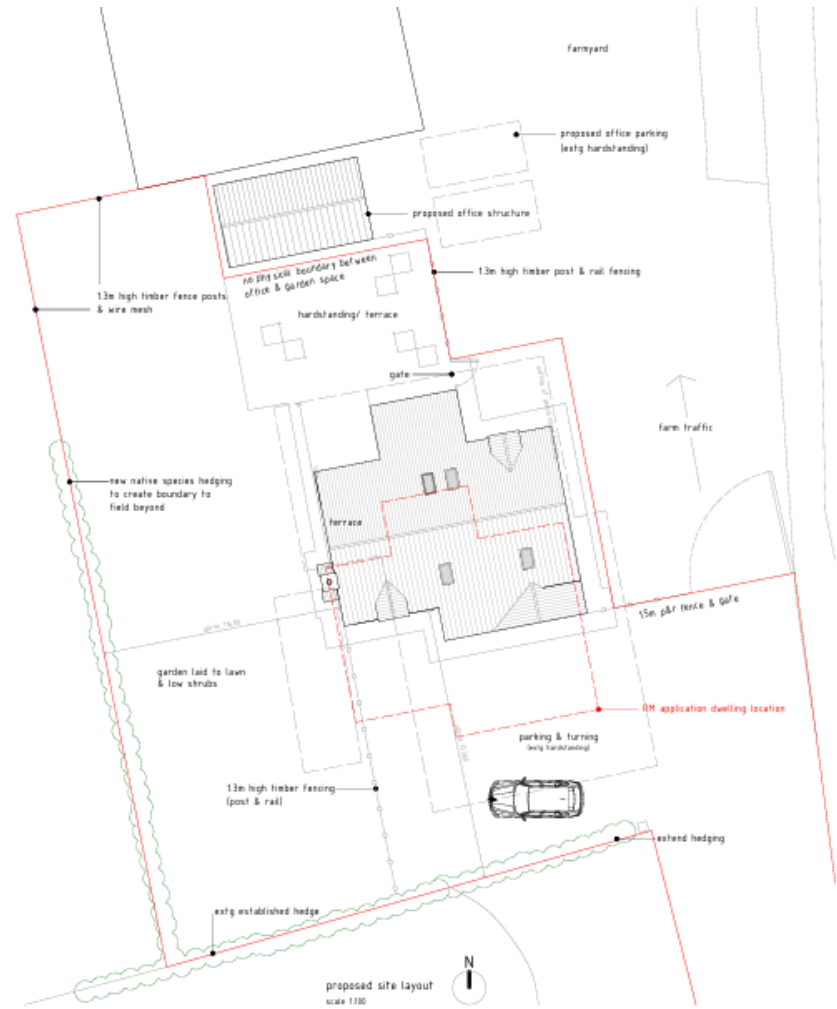 farmyard
proposed office parking
(extg hardstanding)
proposed office structure
no physical boundary between
office & garden space
1.3m high timber post & rail fencing
1.3m high timber fence posts
& wire mesh
hardstanding/ terrace
gate
farm traffic
new native species hedging
to create boundary to
field beyond
terrace
1.5m p&r fence & gate
garden laid to lawn
& low shrubs
RM application dwelling location
parking & turning
(extg hardstanding)
1.3m high timber fencing
(post & rail)
extend hedging
extg established hedge
N
proposed site layout
scale 1:100